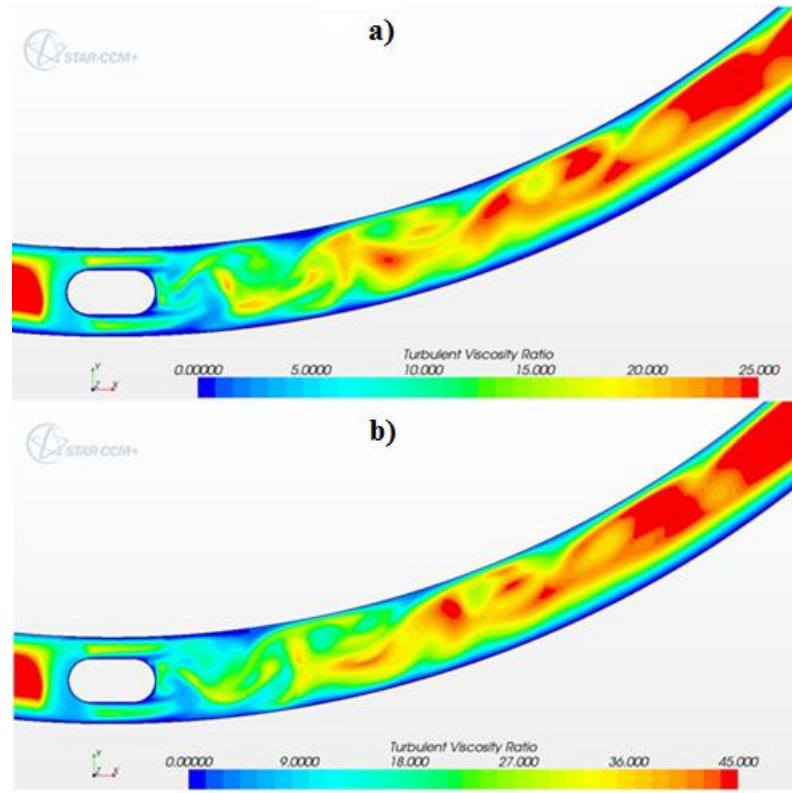 a)
STAR-CCM+
Turbulent Viscosity Ratio
0.00000 5.0000 10.000 15.000 20.000 25.000
Y
Z X
b)
STAR-CCM+
Y
Z X
Turbulent Viscosity Ratio
0.00000 9.0000 18.000 27.000 36.000 45.000